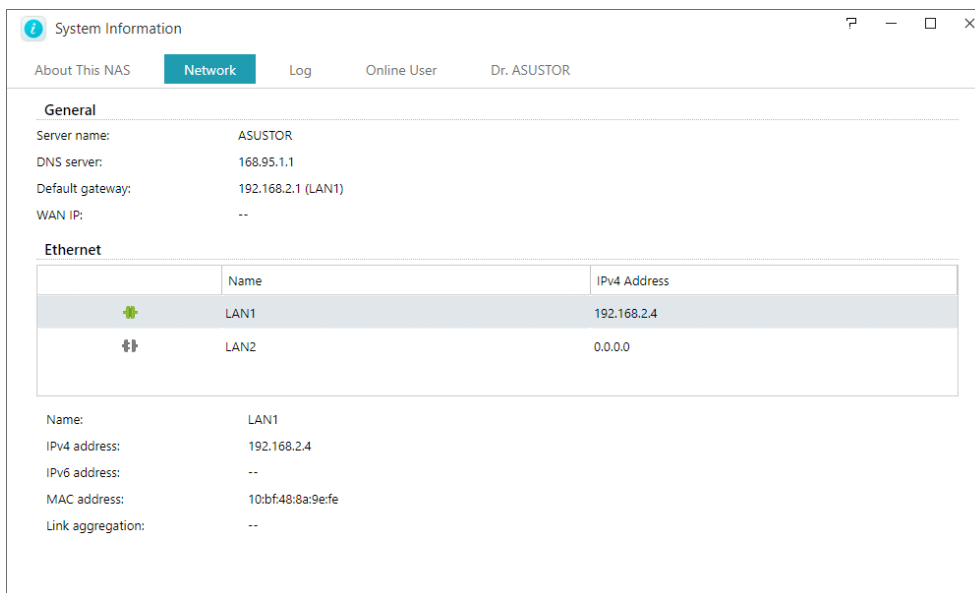 System Information
About This NAS Network Log Online User Dr. ASUSTOR
General
Server name: ASUSTOR
DNS server: 168.95.1.1
Default gateway: 192.168.2.1 (LAN1)
WAN IP: --
Ethernet
Name IPv4 Address
LAN1 192.168.2.4
LAN2 0.0.0.0
Name: LAN1
IPv4 address: 192.168.2.4
IPv6 address: --
MAC address: 10:bf:48:8a:9e:fe
Link aggregation: --